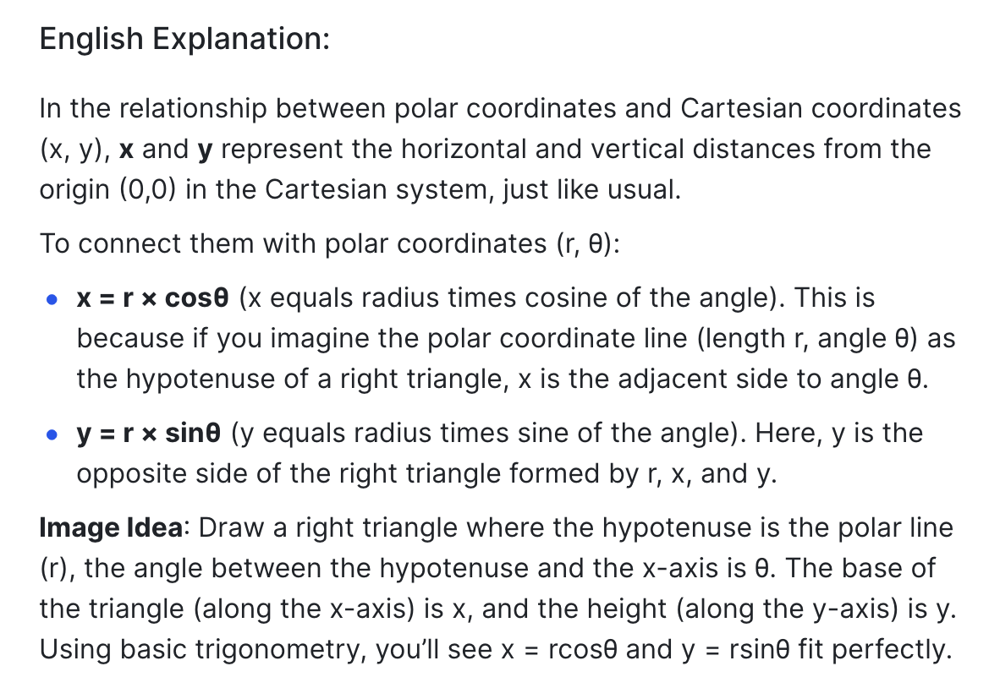 English Explanation:
In the relationship between polar coordinates and Cartesian coordinates
(x, y), x and y represent the horizontal and vertical distances from the
origin (0,0) in the Cartesian system, just like usual.
To connect them with polar coordinates (r, θ):
• x = r × cosθ (x equals radius times cosine of the angle). This is
because if you imagine the polar coordinate line (length r, angle θ) as
the hypotenuse of a right triangle, x is the adjacent side to angle θ.
• y = r × sinθ (y equals radius times sine of the angle). Here, y is the
opposite side of the right triangle formed by r, x, and y.
Image Idea: Draw a right triangle where the hypotenuse is the polar line
(r), the angle between the hypotenuse and the x-axis is θ. The base of
the triangle (along the x-axis) is x, and the height (along the y-axis) is y.
Using basic trigonometry, you’ll see x = rcosθ and y = rsinθ fit perfectly.